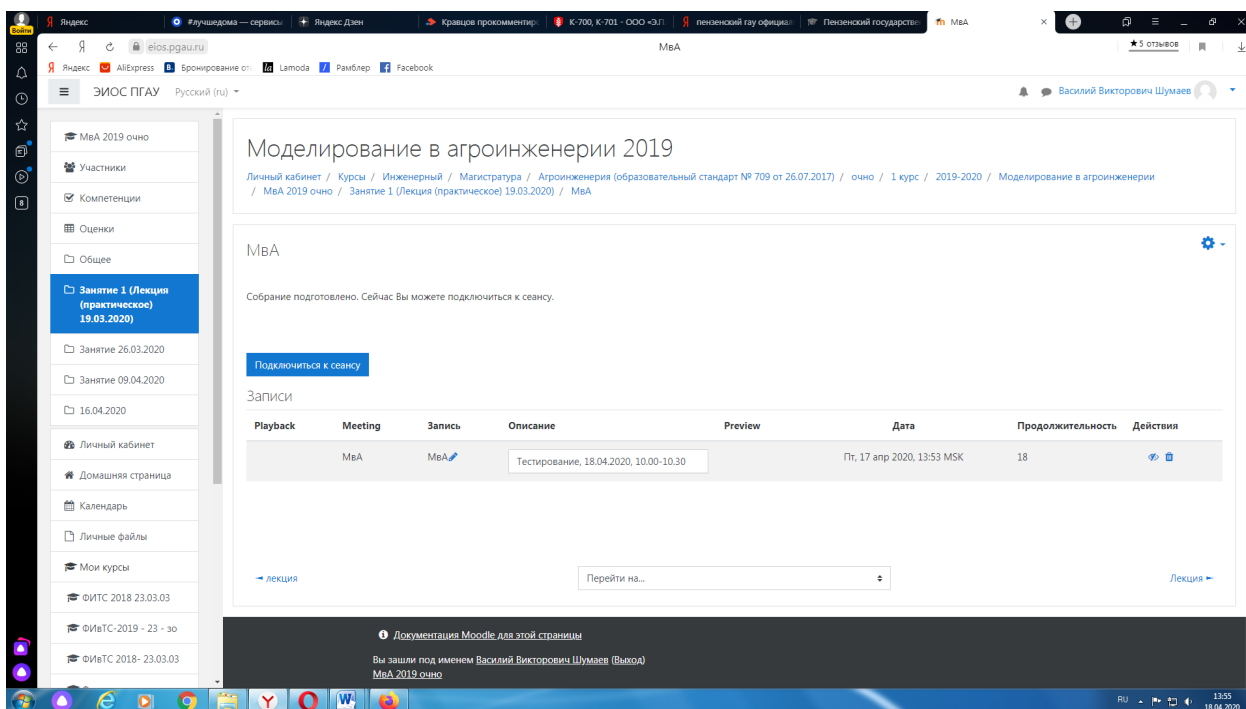 Яндекс
#лучшедома — сервисы
Яндекс Дзен
Кравцов прокомментиро
К-700, К-701 - ООО «Э.П.
пензенский гау официал
Пензенский государстве
МвА
Войти
eios.pgau.ru
МвА
★5 отзывов
Яндекс
AliExpress
Бронирование от
Lamoda
Рамблер
Facebook
ЭИОС ПГАУ Русский (ru)
Василий Викторович Шумаев
8
МвА 2019 очно
Участники
Компетенции
Оценки
Общее
Занятие 1 (Лекция
(практическое)
19.03.2020)
Занятие 26.03.2020
Занятие 09.04.2020
16.04.2020
Личный кабинет
Домашняя страница
Календарь
Личные файлы
Мои курсы
ФИТС 2018 23.03.03
ФИвТС-2019 - 23 - зо
ФИвТС 2018- 23.03.03
Моделирование в агроинженерии 2019
Личный кабинет / Курсы / Инженерный / Магистратура / Агроинженерия (образовательный стандарт № 709 от 26.07.2017) / очно / 1 курс / 2019-2020 / Моделирование в агроинженерии
/ МвА 2019 очно / Занятие 1 (Лекция (практическое) 19.03.2020) / МвА
МвА
Собрание подготовлено. Сейчас Вы можете подключиться к сеансу.
Подключиться к сеансу
Записи
Playback Meeting Запись Описание Preview Дата Продолжительность Действия
МвА МвА Тестирование, 18.04.2020, 10.00-10.30 Пт, 17 апр 2020, 13:53 MSK 18
◄ лекция
Перейти на...
Лекция ►
Документация Moodle для этой страницы
Вы зашли под именем Василий Викторович Шумаев (Выход)
МвА 2019 очно
RU
13:55
18.04.2020